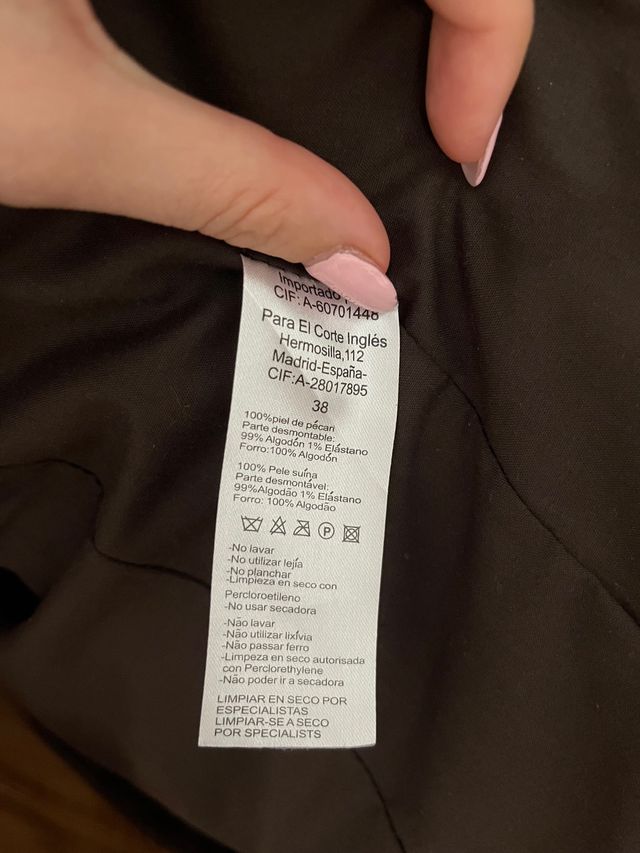 Importado
CIF: A-60701448
Para El Corte Inglés
Hermosilla,112
Madrid-España-
CIF:A-28017895
38
100%piel de pécari
Parte desmontable:
99% Algodón 1% Elástano
Forro:100% Algodón
100% Pele suína
Parte desmontável:
99%Algodão 1% Elástano
Forro: 100% Algodão
P
-No lavar
-No utilizar lejía
-No planchar
-Limpieza en seco con
Percloroetileno
-No usar secadora
-Não lavar
-Não utilizar lixívia
-Não passar ferro
-Limpeza en seco autorisada
con Perclorethylene
-Não poder ir a secadora
LIMPIAR EN SECO POR
ESPECIALISTAS
LIMPIAR-SE A SECO
POR SPECIALISTS